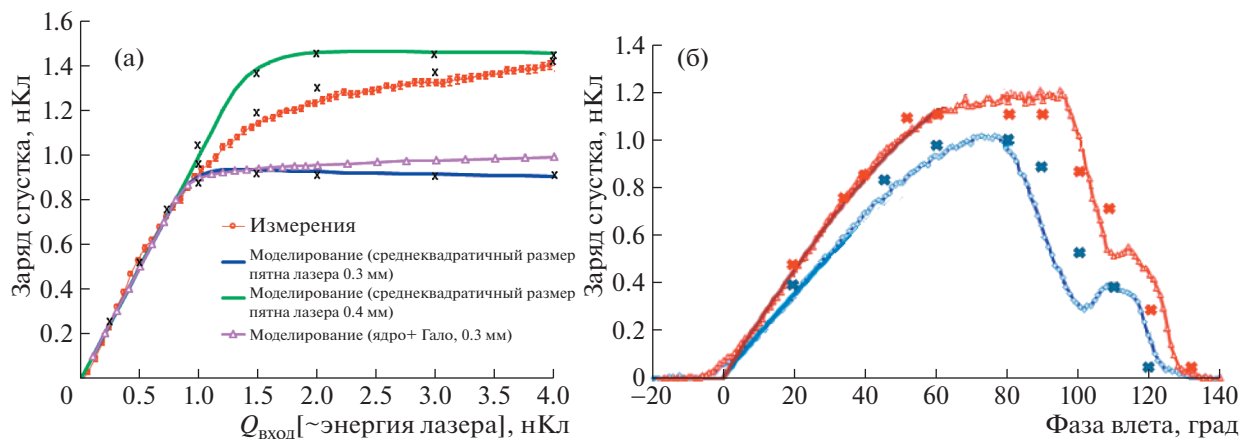 (а)
Заряд сгустка, нКл
1.6
1.4
1.2
1.0
0.8
0.6
0.4
0.2
0
0.5
1.0
1.5
2.0
2.5
3.0
3.5
4.0
Qвход[~энергия лазера], нКл
Измерения
Моделирование (среднеквадратичный размер
пятна лазера 0.3 мм)
Моделирование (среднеквадратичный размер
пятна лазера 0.4 мм)
Моделирование (ядро+ Гало, 0.3 мм)
(б)
Заряд сгустка, нКл
1.4
1.2
1.0
0.8
0.6
0.4
0.2
0
−20
0
20
40
60
80
100
120
140
Фаза влета, град